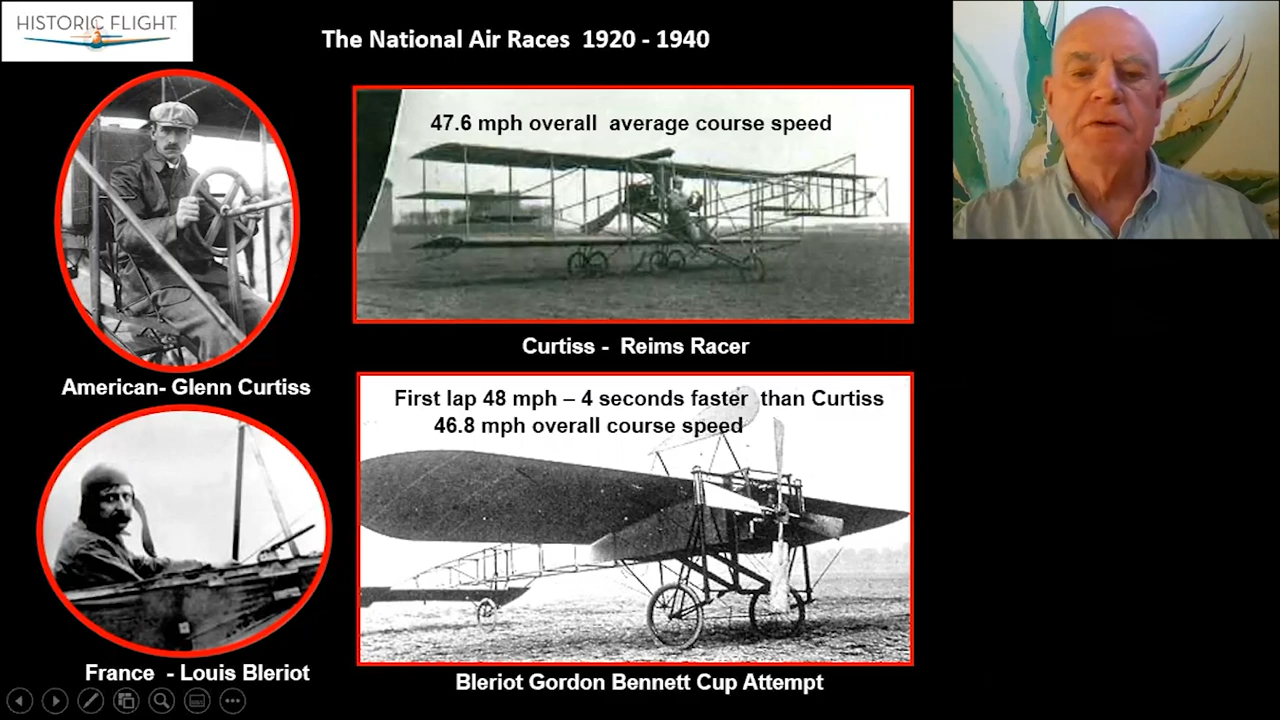 HISTORIC FLIGHT
The National Air Races 1920 - 1940
47.6 mph overall average course speed
Curtiss - Reims Racer
American- Glenn Curtiss
First lap 48 mph – 4 seconds faster than Curtiss
46.8 mph overall course speed
France - Louis Bleriot
Bleriot Gordon Bennett Cup Attempt